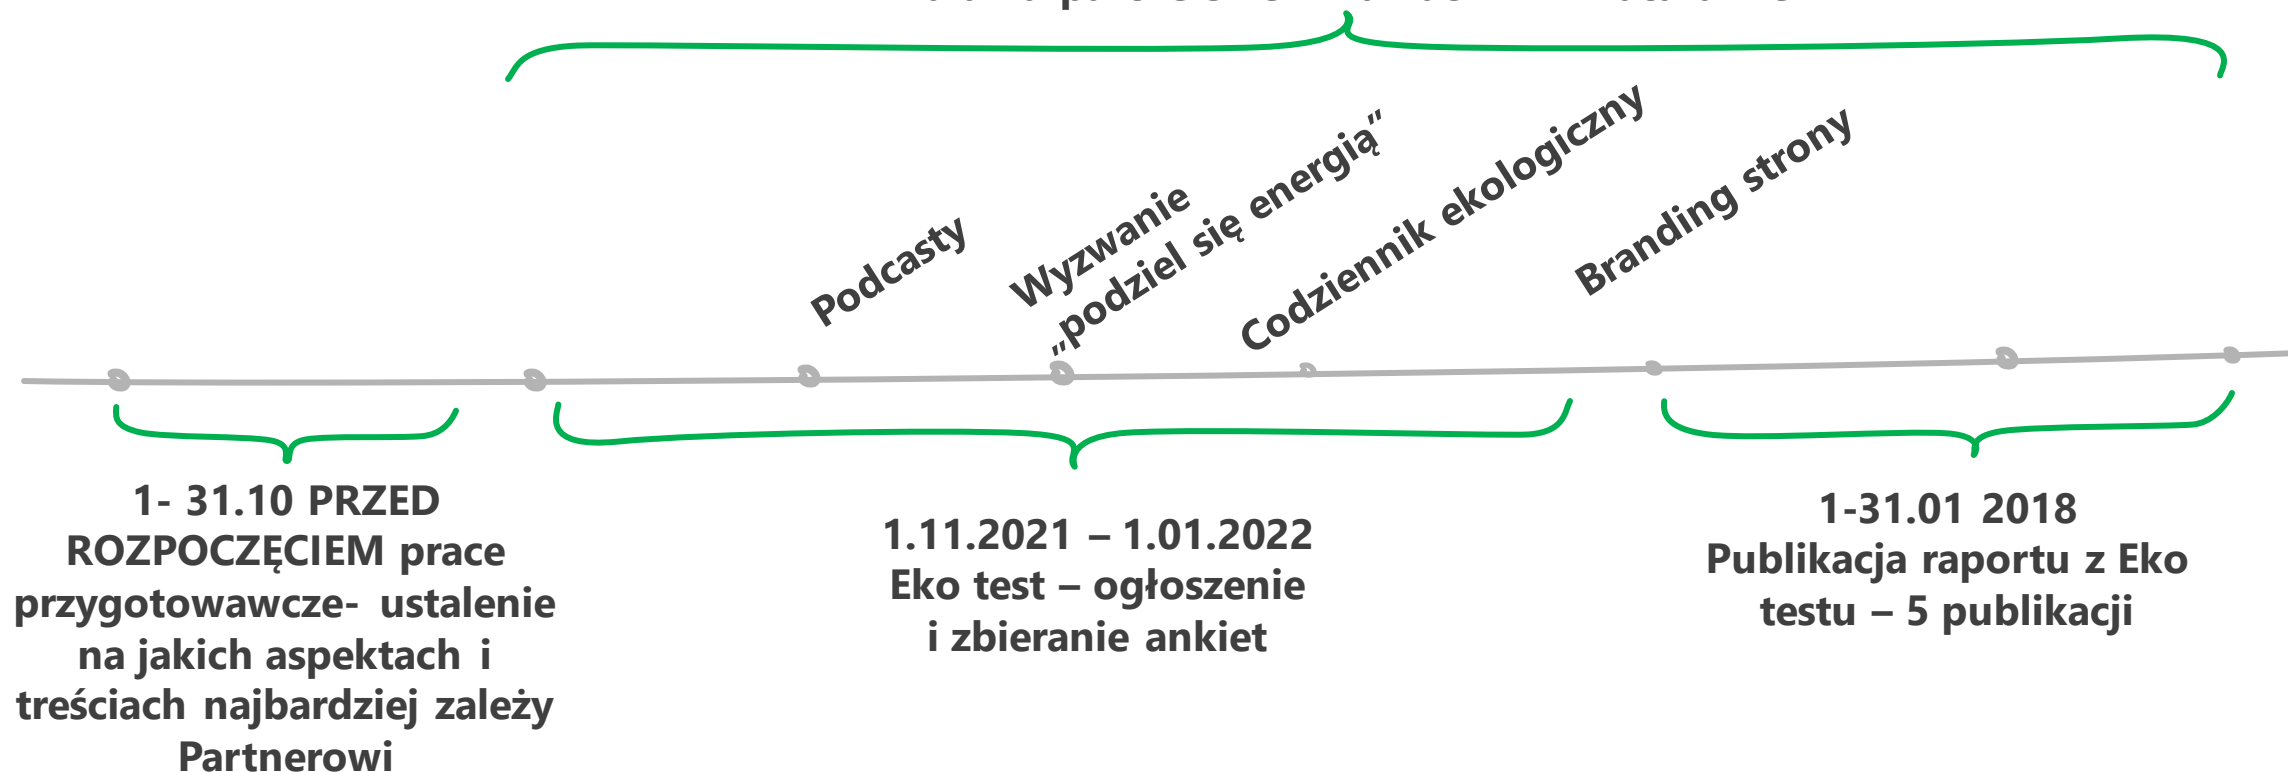 Podcasty
Wyzwanie
„podziel się energią”
Codziennik ekologiczny
Branding strony
1- 31.10 PRZED
ROZPOCZĘCIEM prace
przygotowawcze- ustalenie
na jakich aspektach i
treściach najbardziej zależy
Partnerowi
1.11.2021 – 1.01.2022
Eko test – ogłoszenie
i zbieranie ankiet
1-31.01 2018
Publikacja raportu z Eko
testu – 5 publikacji